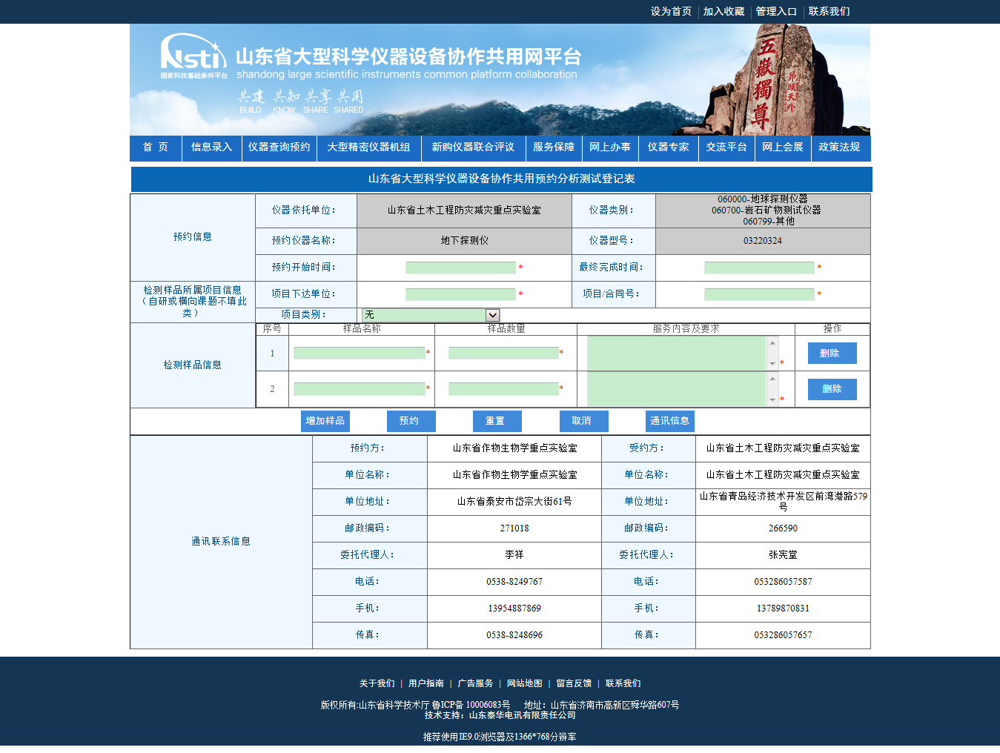 设为首页 加入收藏 管理入口 联系我们
Nsti
国家科技基础条件平台
山东省大型科学仪器设备协作共用网平台
shandong large scientific instruments common platform collaboration
共建 共知 共享 共用
BUILD KNOW SHARE SHARED
五嶽獨尊
昂頭天外
首 页 信息录入 仪器查询预约 大型精密仪器机组 新购仪器联合评议 服务保障 网上办事 仪器专家 交流平台 网上会展 政策法规
山东省大型科学仪器设备协作共用预约分析测试登记表
预约信息
仪器依托单位： 山东省土木工程防灾减灾重点实验室 仪器类别：
060000-地球探测仪器
060700-岩石矿物测试仪器
060799-其他
预约仪器名称： 地下探测仪 仪器型号： 03220324
预约开始时间： * 最终完成时间： *
检测样品所属项目信息
（自研或横向课题不填此
类）
项目下达单位： * 项目/合同号： *
项目类别： 无
检测样品信息
序号 样品名称 样品数量 服务内容及要求 操作
1 * * * 删除
2 * * * 删除
增加样品 预约 重置 取消 通讯信息
通讯联系信息
预约方： 山东省作物生物学重点实验室 受约方： 山东省土木工程防灾减灾重点实验室
单位名称： 山东省作物生物学重点实验室 单位名称： 山东省土木工程防灾减灾重点实验室
单位地址： 山东省泰安市岱宗大街61号 单位地址： 山东省青岛经济技术开发区前湾港路579
号
邮政编码： 271018 邮政编码： 266590
委托代理人： 李祥 委托代理人： 张宪堂
电话： 0538-8249767 电话： 053286057587
手机： 13954887869 手机： 13789870831
传真： 0538-8248696 传真： 053286057657
关于我们 | 用户指南 | 广告服务 | 网站地图 | 留言反馈 | 联系我们
版权所有:山东省科学技术厅 鲁ICP备 10006083号 地址：山东省济南市高新区舜华路607号
技术支持：山东泰华电讯有限责任公司
推荐使用IE9.0浏览器及1366*768分辨率